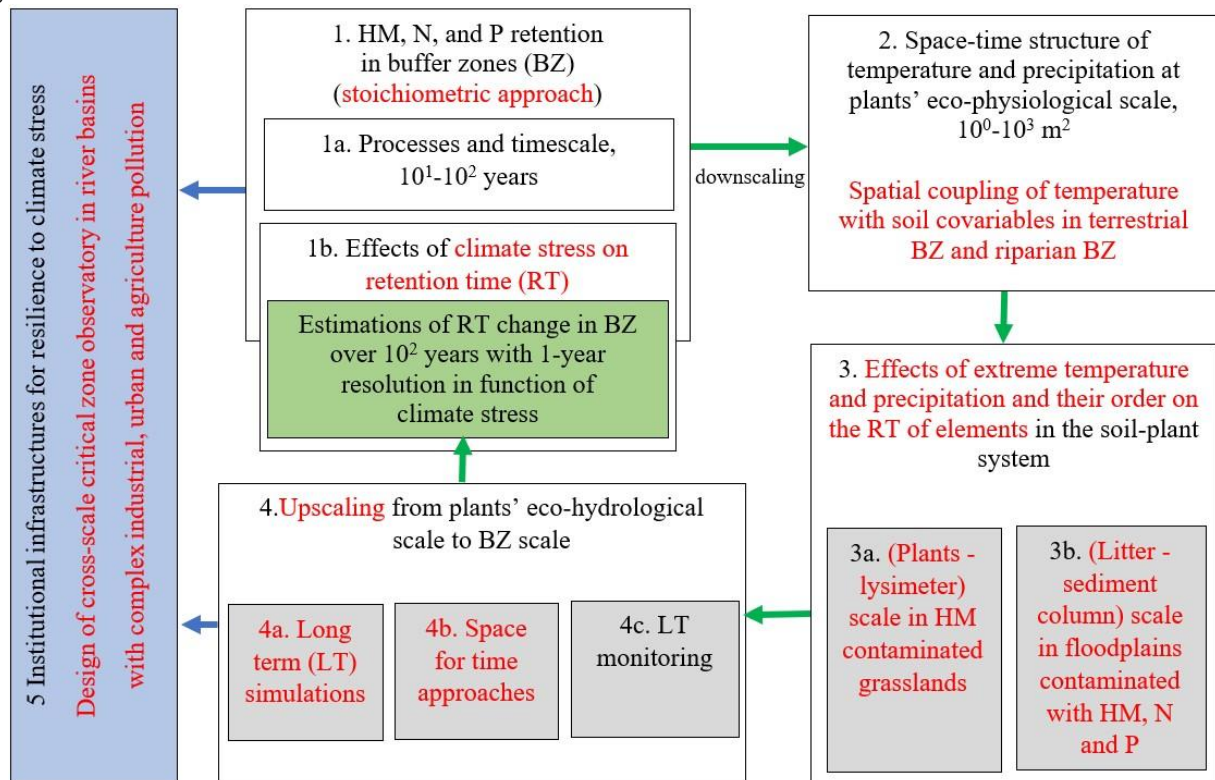 5 Institutional infrastructures for resilience to climate stress
Design of cross-scale critical zone observatory in river basins
with complex industrial, urban and agriculture pollution
1. HM, N, and P retention
in buffer zones (BZ)
(stoichiometric approach)
1a. Processes and timescale,
10¹-10² years
1b. Effects of climate stress on
retention time (RT)
Estimations of RT change in BZ
over 10² years with 1-year
resolution in function of
climate stress
downscaling
2. Space-time structure of
temperature and precipitation at
plants’ eco-physiological scale,
10⁰-10³ m²
Spatial coupling of temperature
with soil covariables in terrestrial
BZ and riparian BZ
3. Effects of extreme temperature
and precipitation and their order on
the RT of elements in the soil-plant
system
3a. (Plants -
lysimeter)
scale in HM
contaminated
grasslands
3b. (Litter -
sediment
column) scale
in floodplains
contaminated
with HM, N
and P
4.Upscaling from plants’ eco-hydrological
scale to BZ scale
4a. Long
term (LT)
simulations
4b. Space
for time
approaches
4c. LT
monitoring